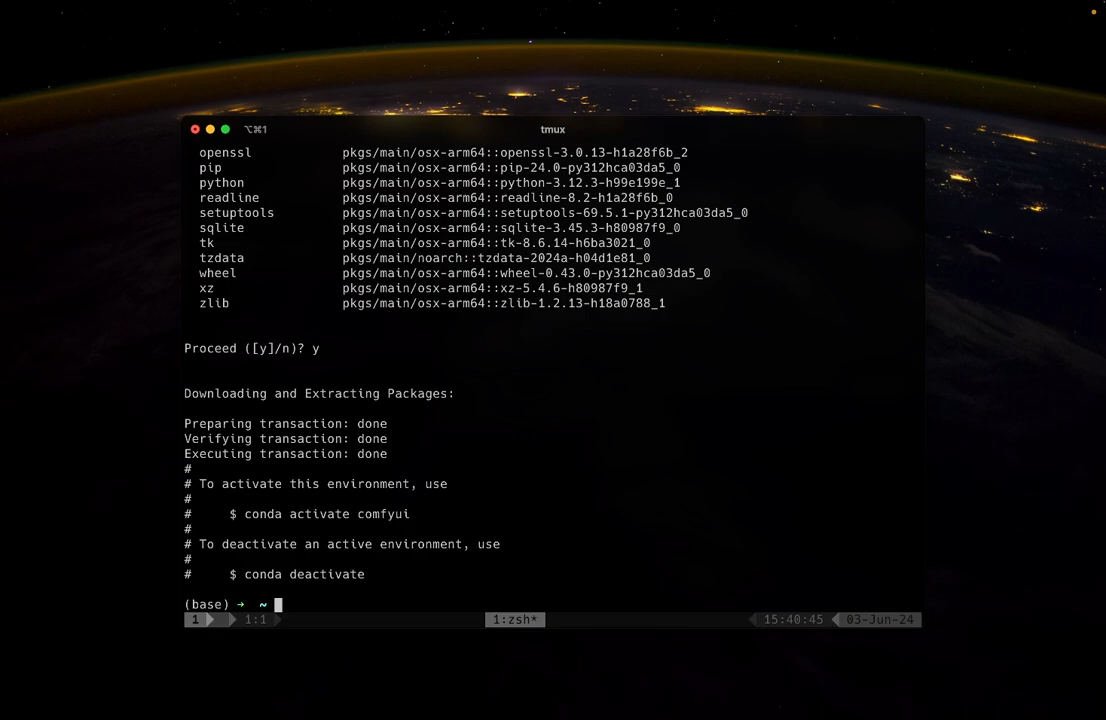 ⌥⌘1
tmux
openssl pkgs/main/osx-arm64::openssl-3.0.13-h1a28f6b_2
pip pkgs/main/osx-arm64::pip-24.0-py312hca03da5_0
python pkgs/main/osx-arm64::python-3.12.3-h99e199e_1
readline pkgs/main/osx-arm64::readline-8.2-h1a28f6b_0
setuptools pkgs/main/osx-arm64::setuptools-69.5.1-py312hca03da5_0
sqlite pkgs/main/osx-arm64::sqlite-3.45.3-h80987f9_0
tk pkgs/main/osx-arm64::tk-8.6.14-h6ba3021_0
tzdata pkgs/main/noarch::tzdata-2024a-h04d1e81_0
wheel pkgs/main/osx-arm64::wheel-0.43.0-py312hca03da5_0
xz pkgs/main/osx-arm64::xz-5.4.6-h80987f9_1
zlib pkgs/main/osx-arm64::zlib-1.2.13-h18a0788_1
Proceed ([y]/n)? y
Downloading and Extracting Packages:
Preparing transaction: done
Verifying transaction: done
Executing transaction: done
#
# To activate this environment, use
#
# $ conda activate comfyui
#
# To deactivate an active environment, use
#
# $ conda deactivate
(base) → ~
1 1:1 1:zsh* 15:40:45 03-Jun-24